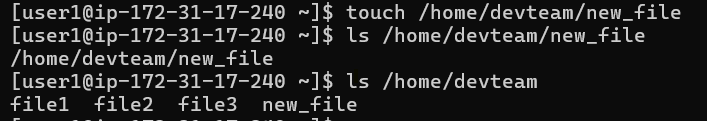 [user1@ip-172-31-17-240 ~]$ touch /home/devteam/new_file
[user1@ip-172-31-17-240 ~]$ ls /home/devteam/new_file
/home/devteam/new_file
[user1@ip-172-31-17-240 ~]$ ls /home/devteam
file1  file2  file3  new_file